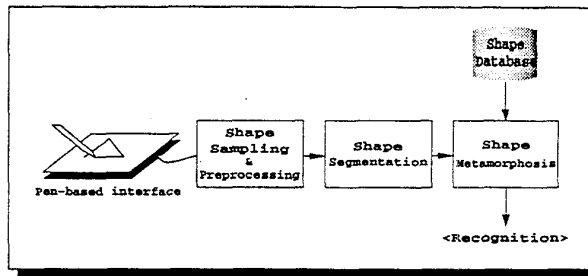 Shape
Database
Shape
Sampling
&
Preprocessing
Shape
Segmentation
Shape
Metamorphosis
Pen-based interface
<Recognition>